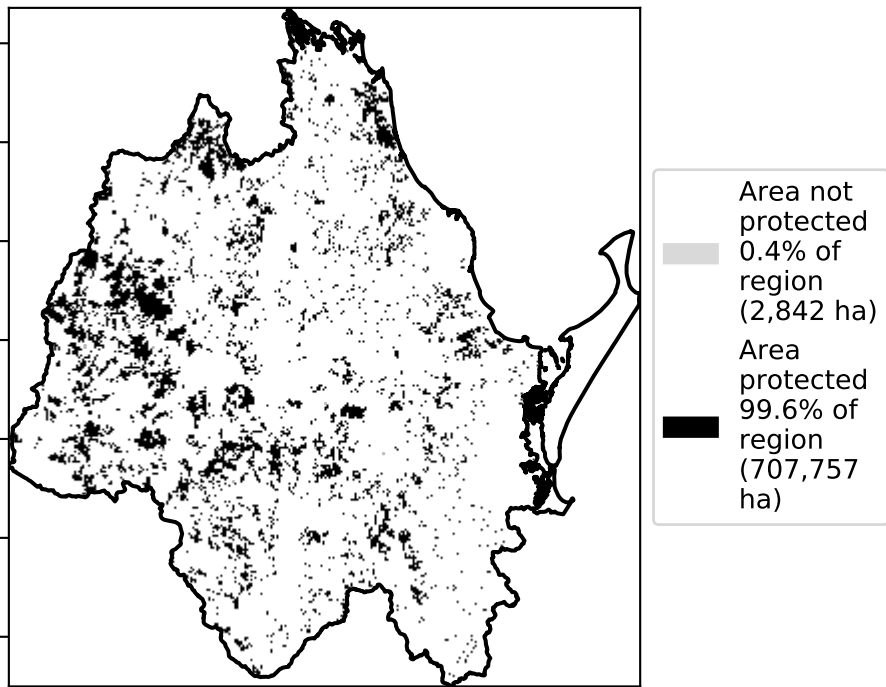 Area not
protected
0.4% of
region
(2,842 ha)
Area
protected
99.6% of
region
(707,757
ha)